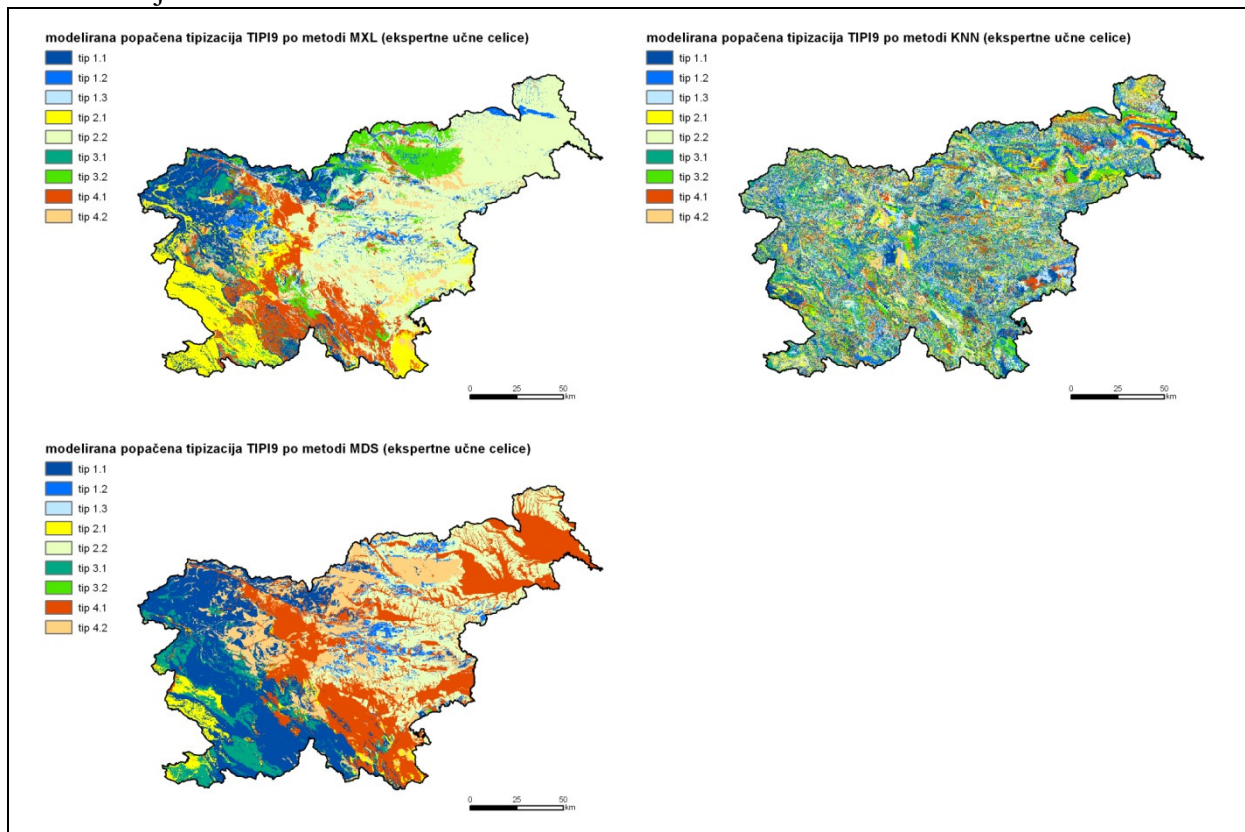 modelirana popačena tipizacija TIPI9 po metodi MXL (ekspertne učne celice)
tip 1.1
tip 1.2
tip 1.3
tip 2.1
tip 2.2
tip 3.1
tip 3.2
tip 4.1
tip 4.2
0 25 50
km
modelirana popačena tipizacija TIPI9 po metodi KNN (ekspertne učne celice)
tip 1.1
tip 1.2
tip 1.3
tip 2.1
tip 2.2
tip 3.1
tip 3.2
tip 4.1
tip 4.2
0 25 50
km
modelirana popačena tipizacija TIPI9 po metodi MDS (ekspertne učne celice)
tip 1.1
tip 1.2
tip 1.3
tip 2.1
tip 2.2
tip 3.1
tip 3.2
tip 4.1
tip 4.2
0 25 50
km